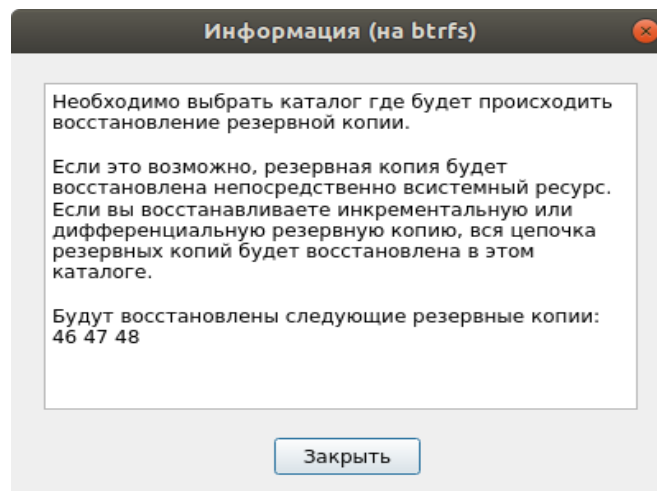 Информация (на btrfs)
Необходимо выбрать каталог где будет происходить
восстановление резервной копии.
Если это возможно, резервная копия будет
восстановлена непосредственно всистемный ресурс.
Если вы восстанавливаете инкрементальную или
дифференциальную резервную копию, вся цепочка
резервных копий будет восстановлена в этом
каталоге.
Будут восстановлены следующие резервные копии:
46 47 48
Закрыть